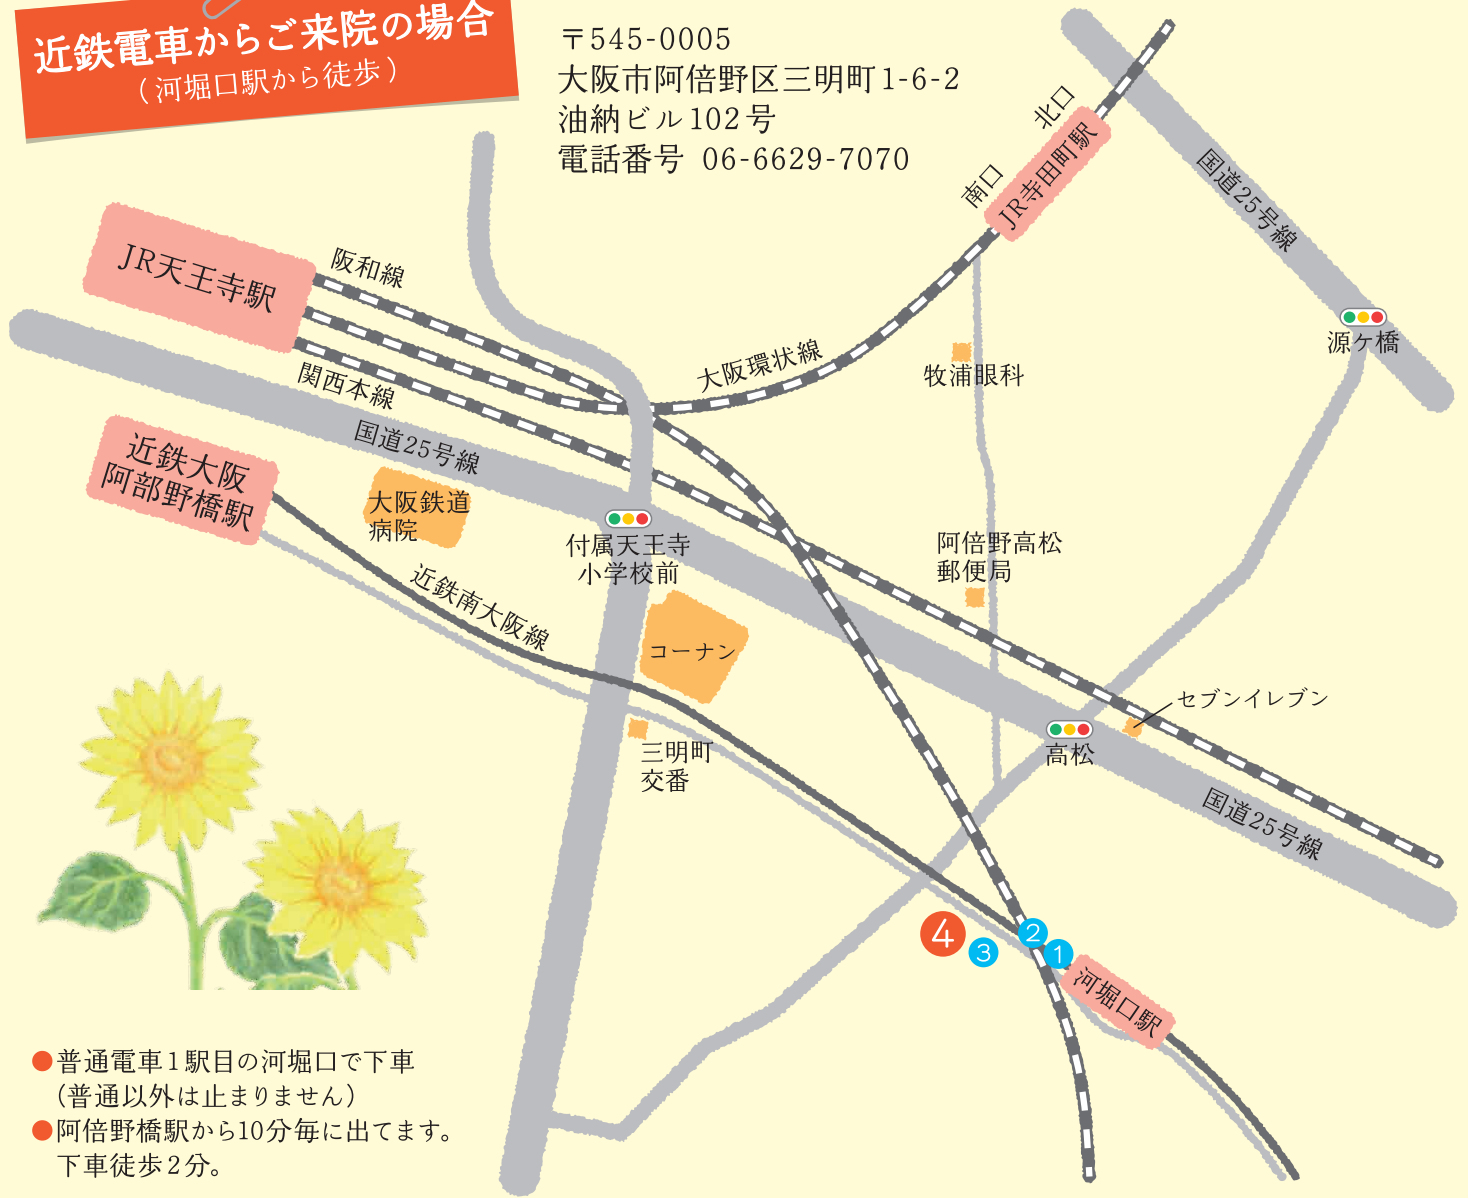 近鉄電車からご来院の場合
（河堀口駅から徒歩）
〒545-0005
大阪市阿倍野区三明町1-6-2
油納ビル102号
電話番号 06-6629-7070
北口
JR寺田町駅
南口
国道25号線
源ケ橋
JR天王寺駅
阪和線
大阪環状線
関西本線
国道25号線
牧浦眼科
近鉄大阪
阿部野橋駅
大阪鉄道
病院
付属天王寺
小学校前
阿倍野高松
郵便局
近鉄南大阪線
コーナン
セブンイレブン
三明町
交番
高松
国道25号線
4
3
2
1
河堀口駅
●普通電車1駅目の河堀口で下車
（普通以外は止まりません）
●阿倍野橋駅から10分毎に出てます。
下車徒歩2分。